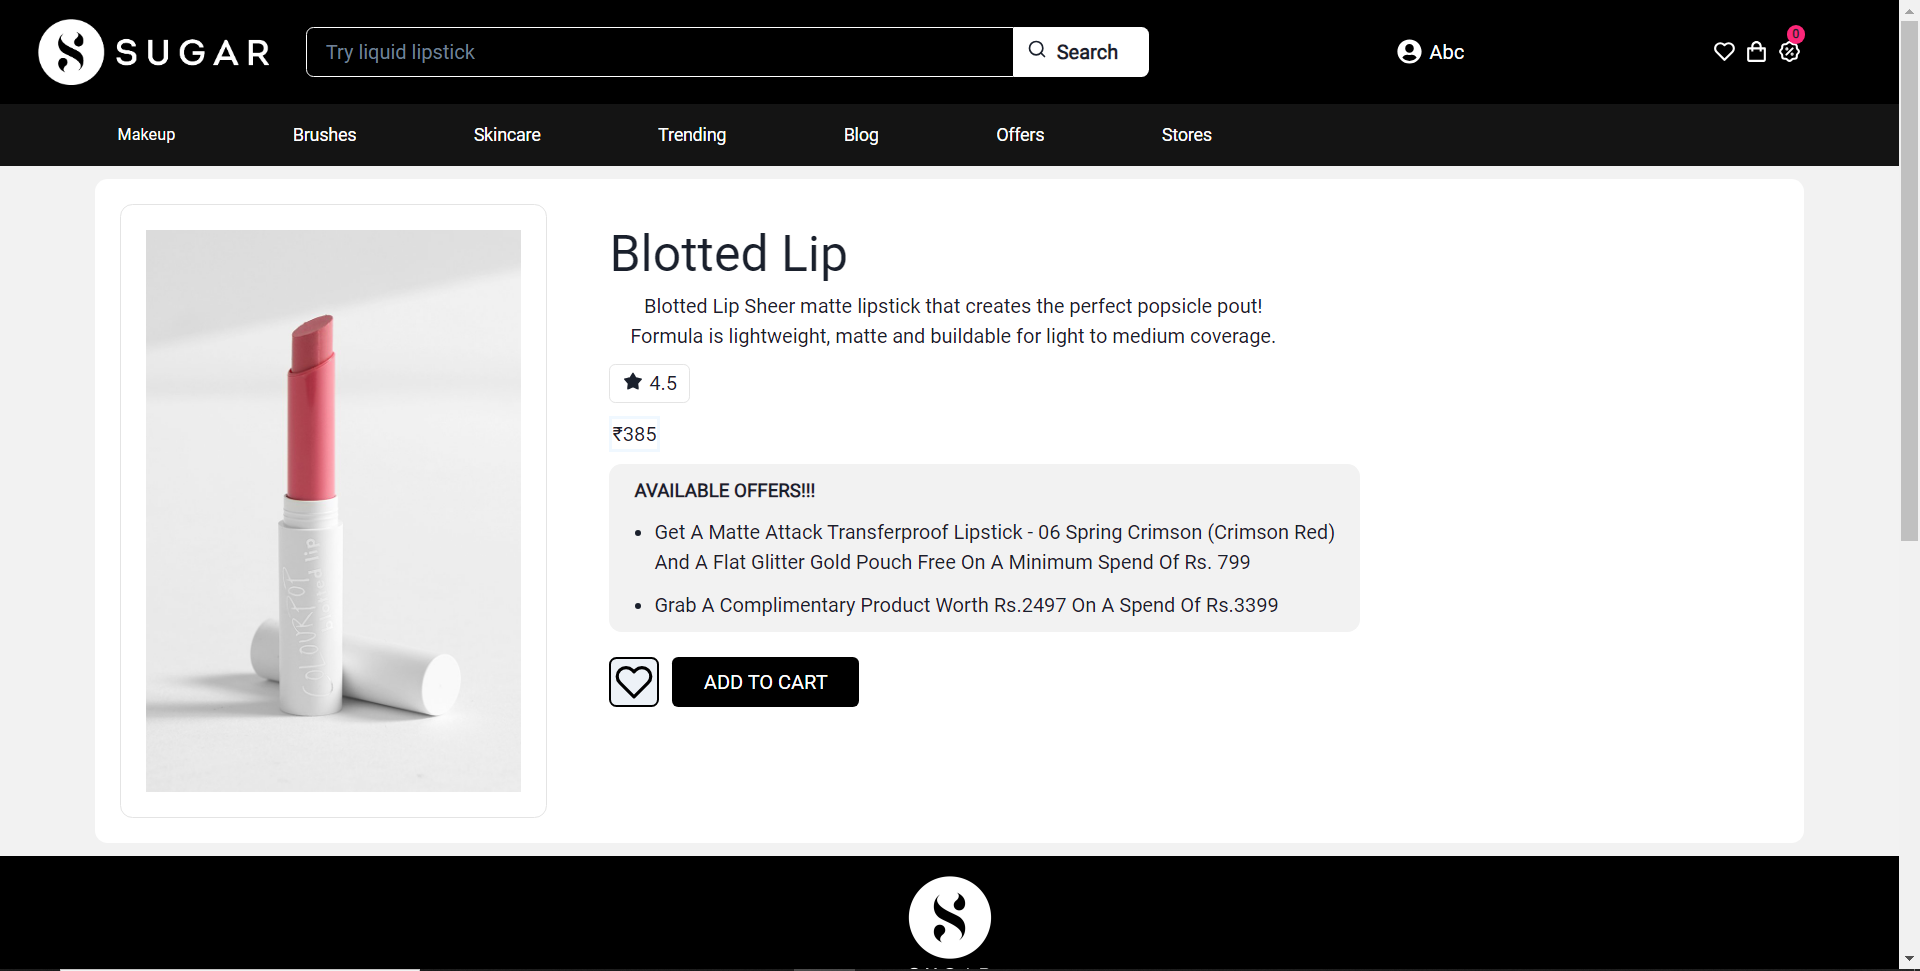 SUGAR
Try liquid lipstick
Search
Abc
0
Makeup
Brushes
Skincare
Trending
Blog
Offers
Stores
Blotted Lip
Blotted Lip Sheer matte lipstick that creates the perfect popsicle pout!
Formula is lightweight, matte and buildable for light to medium coverage.
4.5
₹385
AVAILABLE OFFERS!!!
Get A Matte Attack Transferproof Lipstick - 06 Spring Crimson (Crimson Red)
And A Flat Glitter Gold Pouch Free On A Minimum Spend Of Rs. 799
Grab A Complimentary Product Worth Rs.2497 On A Spend Of Rs.3399
COLOURPOP
blotted lip
ADD TO CART